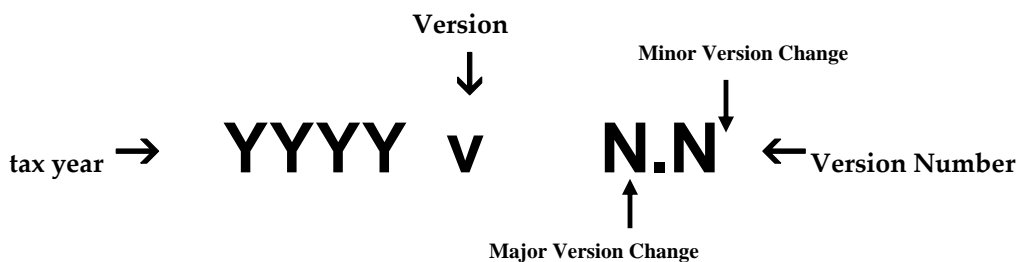 Version
Minor Version Change
tax year → YYYY v N.N ← Version Number
Major Version Change